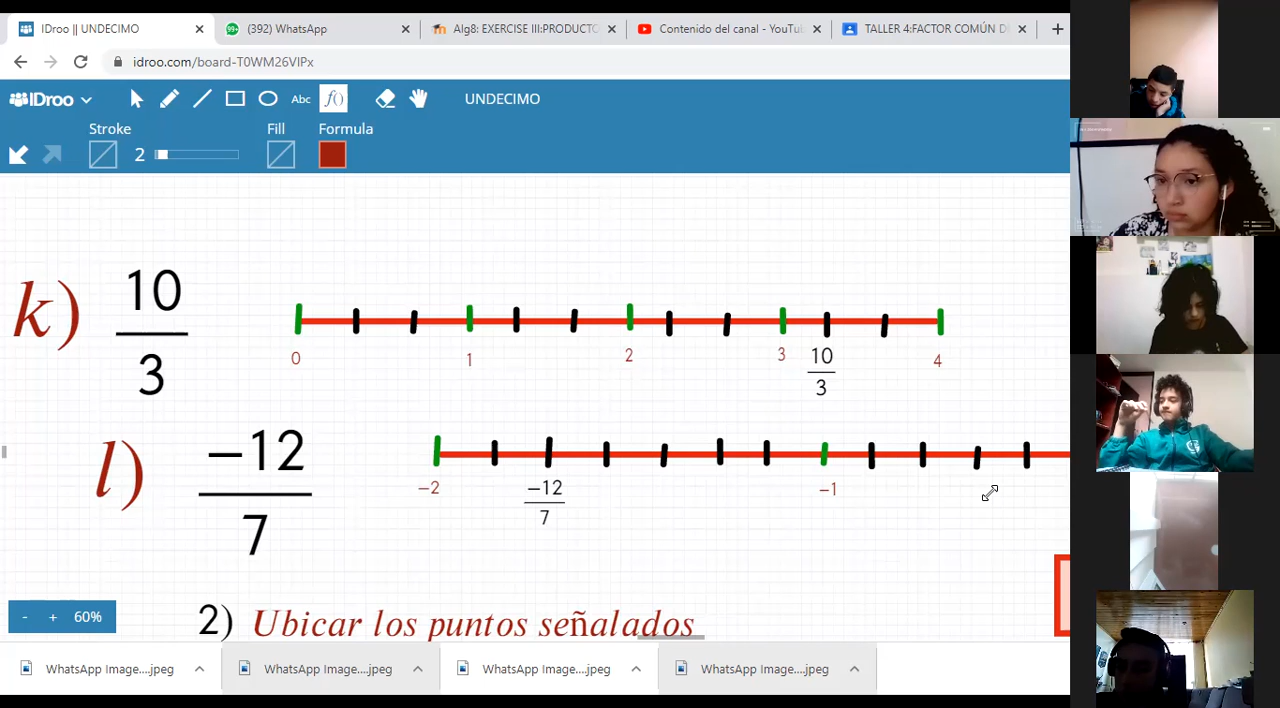 IDroo || UNDECIMO
(392) WhatsApp
Alg8: EXERCISE III:PRODUCTO
Contenido del canal - YouTu
TALLER 4:FACTOR COMÚN D
idroo.com/board-T0WM26VIPx
IDroo
Abc
f()
UNDECIMO
Stroke
Fill
Formula
2
k) 10/3
0 1 2 3 10/3 4
l) −12/7
−2 −12/7 −1
2) Ubicar los puntos señalados
- + 60%
WhatsApp Image....jpeg
WhatsApp Image....jpeg
WhatsApp Image....jpeg
WhatsApp Image....jpeg